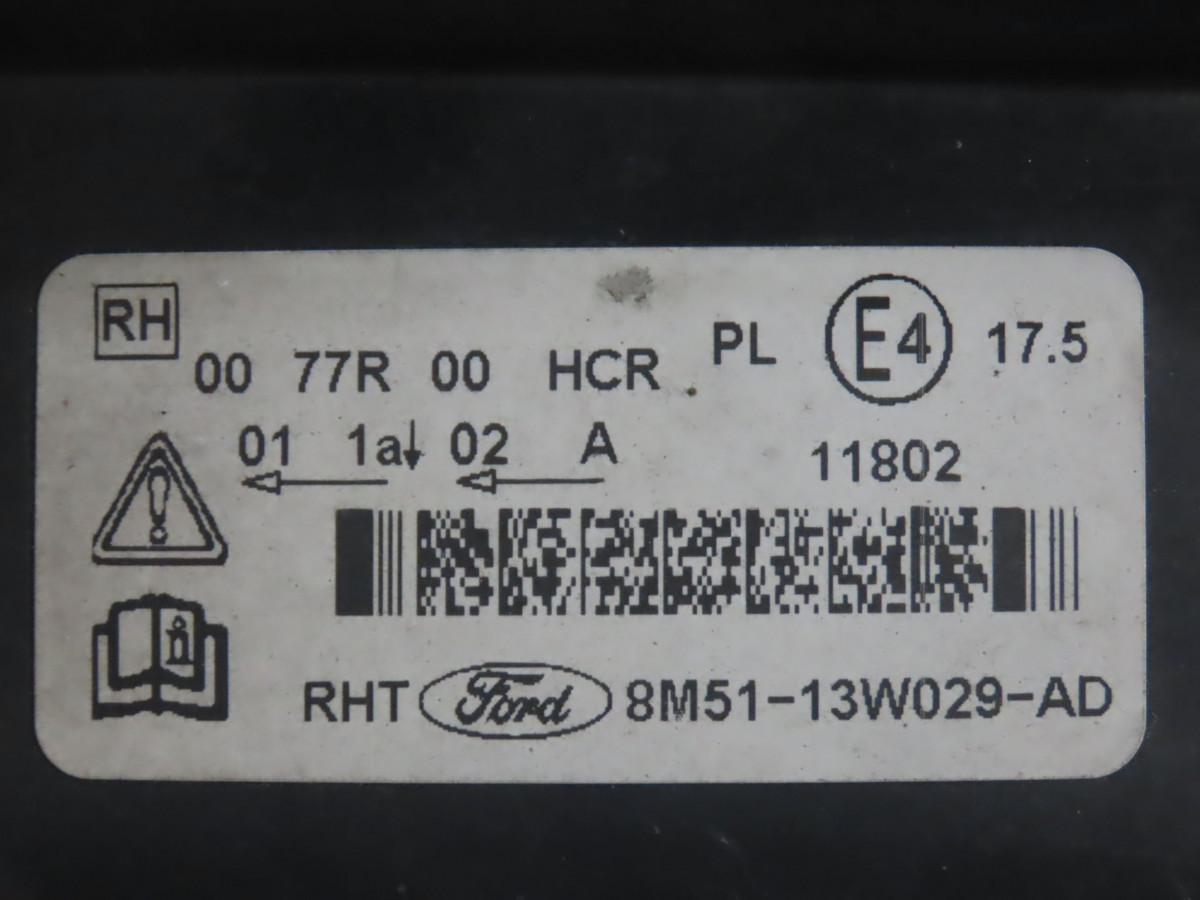 RH
00 77R 00 HCR PL E4 17.5
01 1a↓ 02 A 11802
RHT Ford 8M51-13W029-AD